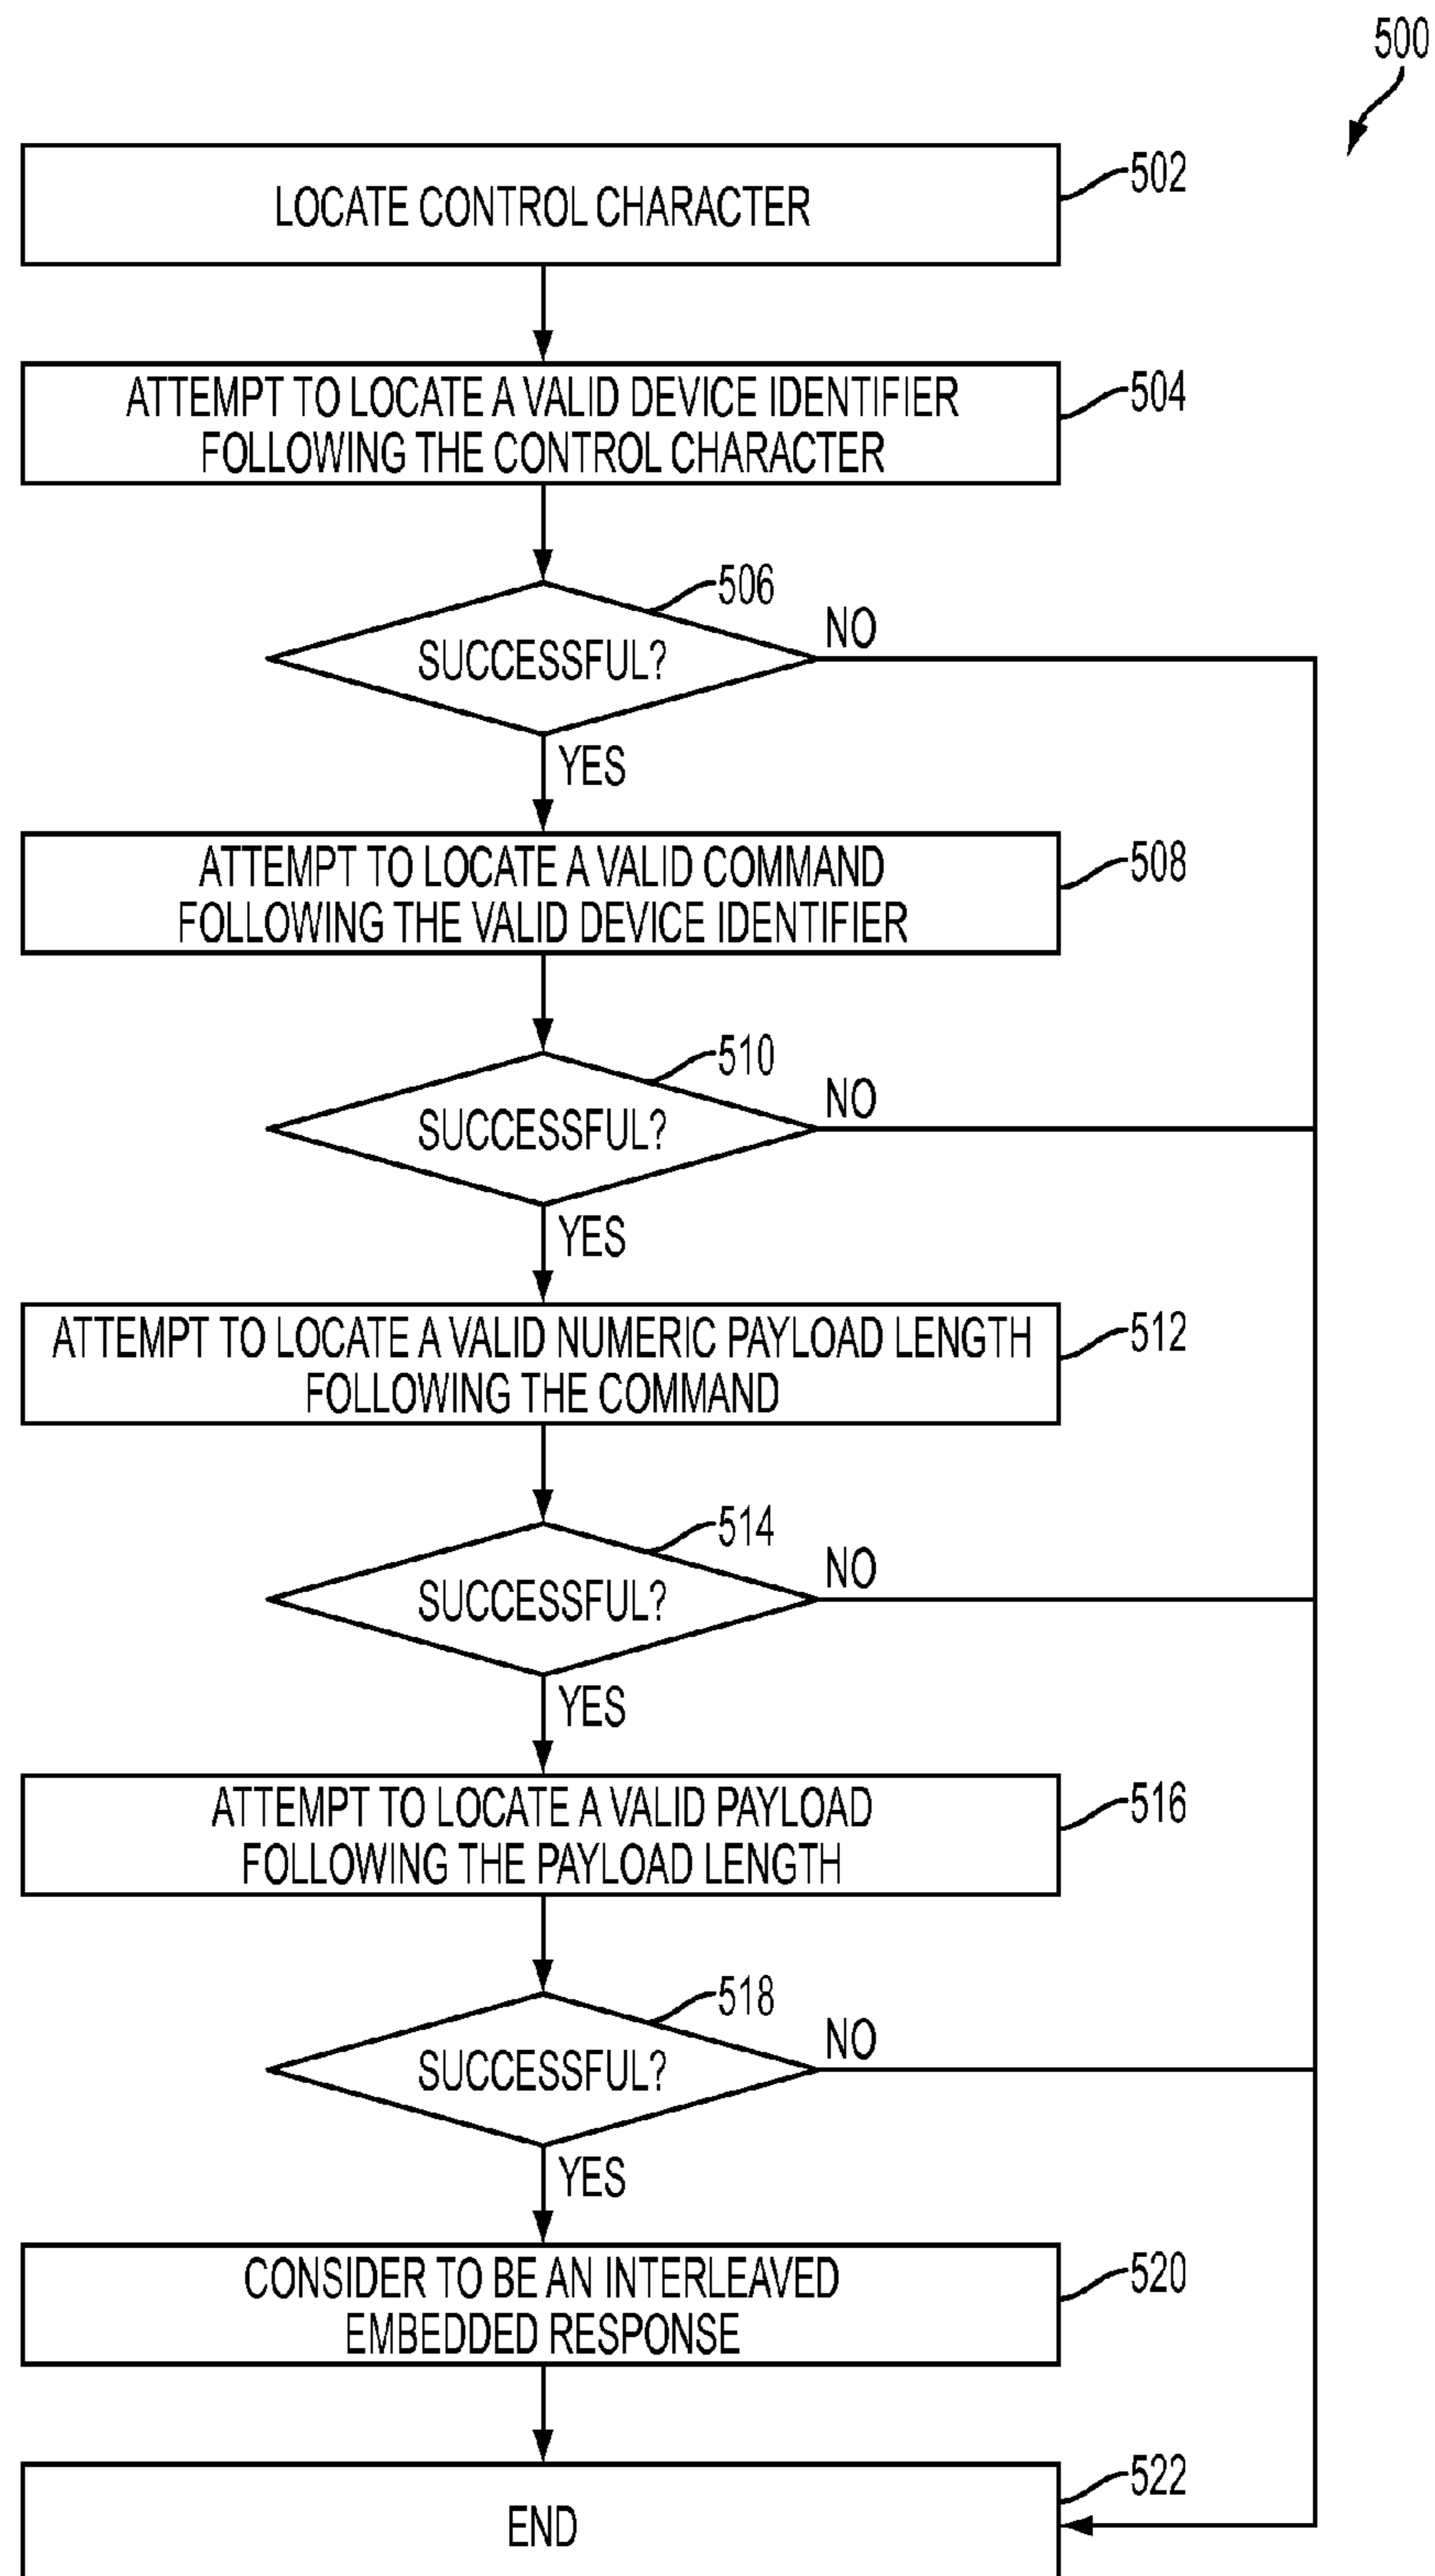 500
LOCATE CONTROL CHARACTER
502
ATTEMPT TO LOCATE A VALID DEVICE IDENTIFIER
FOLLOWING THE CONTROL CHARACTER
504
506
SUCCESSFUL?
NO
YES
ATTEMPT TO LOCATE A VALID COMMAND
FOLLOWING THE VALID DEVICE IDENTIFIER
508
510
SUCCESSFUL?
NO
YES
ATTEMPT TO LOCATE A VALID NUMERIC PAYLOAD LENGTH
FOLLOWING THE COMMAND
512
514
SUCCESSFUL?
NO
YES
ATTEMPT TO LOCATE A VALID PAYLOAD
FOLLOWING THE PAYLOAD LENGTH
516
518
SUCCESSFUL?
NO
YES
CONSIDER TO BE AN INTERLEAVED
EMBEDDED RESPONSE
520
END
522